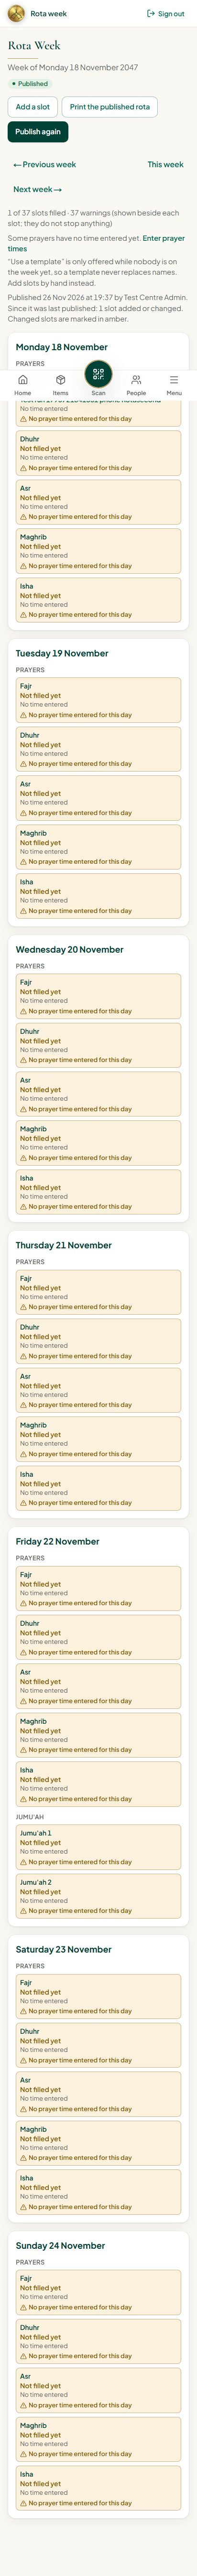 Rota week
Sign out
Rota Week
Week of Monday 18 November 2047
Published
Add a slot
Print the published rota
Publish again
← Previous week
This week
Next week →
1 of 37 slots filled · 37 warnings (shown beside each slot; they do not stop anything)
Some prayers have no time entered yet. Enter prayer times
"Use a template" is only offered while nobody is on the week yet, so a template never replaces names. Add slots by hand instead.
Published 26 Nov 2026 at 19:37 by Test Centre Admin. Since it was last published: 1 slot added or changed. Changed slots are marked in amber.
Monday 18 November
PRAYERS
Home
Items
Scan
People
Menu
No time entered
No prayer time entered for this day
Dhuhr
Not filled yet
No time entered
No prayer time entered for this day
Asr
Not filled yet
No time entered
No prayer time entered for this day
Maghrib
Not filled yet
No time entered
No prayer time entered for this day
Isha
Not filled yet
No time entered
No prayer time entered for this day
Tuesday 19 November
PRAYERS
Fajr
Not filled yet
No time entered
No prayer time entered for this day
Dhuhr
Not filled yet
No time entered
No prayer time entered for this day
Asr
Not filled yet
No time entered
No prayer time entered for this day
Maghrib
Not filled yet
No time entered
No prayer time entered for this day
Isha
Not filled yet
No time entered
No prayer time entered for this day
Wednesday 20 November
PRAYERS
Fajr
Not filled yet
No time entered
No prayer time entered for this day
Dhuhr
Not filled yet
No time entered
No prayer time entered for this day
Asr
Not filled yet
No time entered
No prayer time entered for this day
Maghrib
Not filled yet
No time entered
No prayer time entered for this day
Isha
Not filled yet
No time entered
No prayer time entered for this day
Thursday 21 November
PRAYERS
Fajr
Not filled yet
No time entered
No prayer time entered for this day
Dhuhr
Not filled yet
No time entered
No prayer time entered for this day
Asr
Not filled yet
No time entered
No prayer time entered for this day
Maghrib
Not filled yet
No time entered
No prayer time entered for this day
Isha
Not filled yet
No time entered
No prayer time entered for this day
Friday 22 November
PRAYERS
Fajr
Not filled yet
No time entered
No prayer time entered for this day
Dhuhr
Not filled yet
No time entered
No prayer time entered for this day
Asr
Not filled yet
No time entered
No prayer time entered for this day
Maghrib
Not filled yet
No time entered
No prayer time entered for this day
Isha
Not filled yet
No time entered
No prayer time entered for this day
JUMU'AH
Jumu'ah 1
Not filled yet
No time entered
No prayer time entered for this day
Jumu'ah 2
Not filled yet
No time entered
No prayer time entered for this day
Saturday 23 November
PRAYERS
Fajr
Not filled yet
No time entered
No prayer time entered for this day
Dhuhr
Not filled yet
No time entered
No prayer time entered for this day
Asr
Not filled yet
No time entered
No prayer time entered for this day
Maghrib
Not filled yet
No time entered
No prayer time entered for this day
Isha
Not filled yet
No time entered
No prayer time entered for this day
Sunday 24 November
PRAYERS
Fajr
Not filled yet
No time entered
No prayer time entered for this day
Dhuhr
Not filled yet
No time entered
No prayer time entered for this day
Asr
Not filled yet
No time entered
No prayer time entered for this day
Maghrib
Not filled yet
No time entered
No prayer time entered for this day
Isha
Not filled yet
No time entered
No prayer time entered for this day